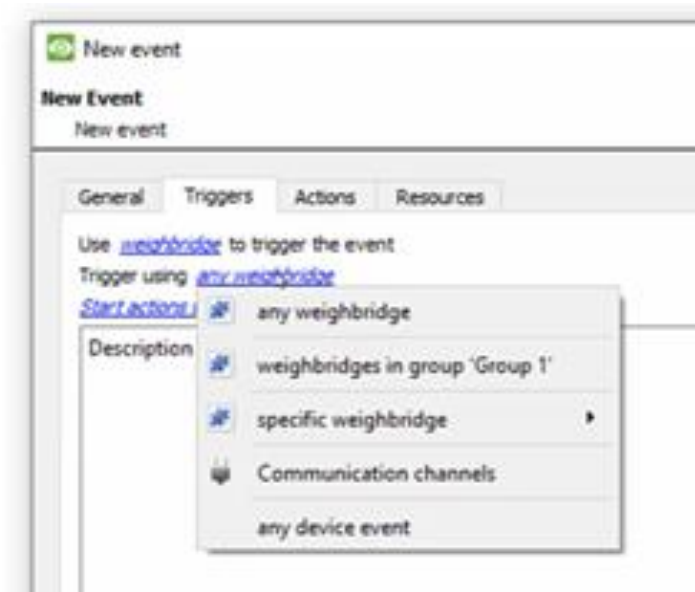 New event
New Event
New event
General Triggers Actions Resources
Use weighbridge to trigger the event
Trigger using any weighbridge
Start actions
any weighbridge
Description
weighbridges in group 'Group 1'
specific weighbridge
Communication channels
any device event